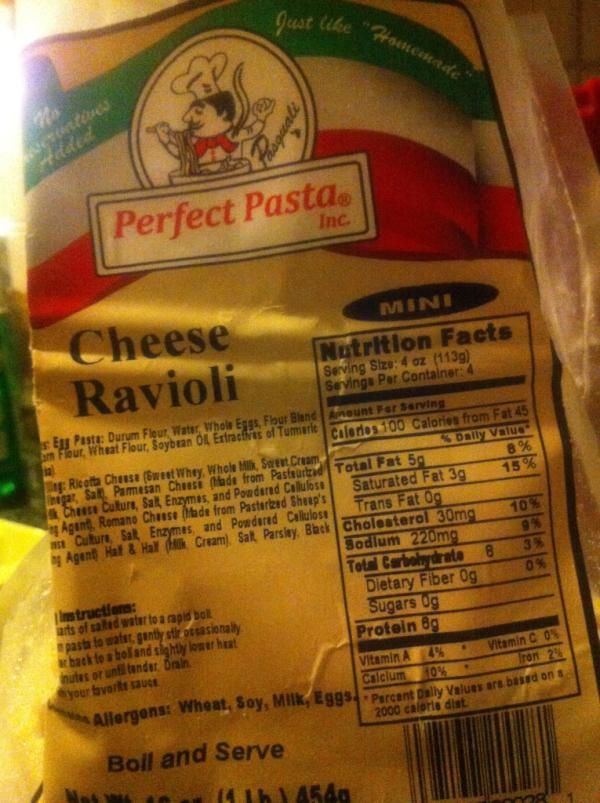 Just like "Homemade"
No
Added
Pasquale
Perfect Pasta®
Inc.
MINI
Cheese
Ravioli
Egg Pasta: Durum Flour, Water, Whole Eggs, Flour Blend
Flour, Wheat Flour, Soybean Oil, Extractives of Turmeric
Ricotta Cheese (Sweet Whey, Whole Milk, Sweet Cream,
Salt), Parmesan Cheese (Made from Pasteurized
Cheese Culture, Salt, Enzymes, and Powdered Cellulose
Agent), Romano Cheese (Made from Pasterized Sheep's
Culture, Salt, Enzymes, and Powdered Cellulose
Agent) Half & Half (Milk, Cream), Salt, Parsley, Black
Instructions:
of salted water to a rapid boil.
pasta to water, gently stir occasionally
back to a boil and slightly lower heat
or until tender. Drain.
your favorite sauce.
Allergens: Wheat, Soy, Milk, Eggs.
Boil and Serve
(1 Lb) 454g
Nutrition Facts
Serving Size: 4 oz (113g)
Servings Per Container: 4
Amount Per Serving
Calories 100 Calories from Fat 45
% Daily Value*
Total Fat 5g 8%
Saturated Fat 3g 15%
Trans Fat 0g
Cholesterol 30mg 10%
Sodium 220mg 9%
Total Carbohydrate 8 3%
Dietary Fiber 0g 0%
Sugars 0g
Protein 6g
Vitamin A 4% • Vitamin C 0%
Calcium 10% • Iron 2%
* Percent Daily Values are based on a
2000 calorie diet.